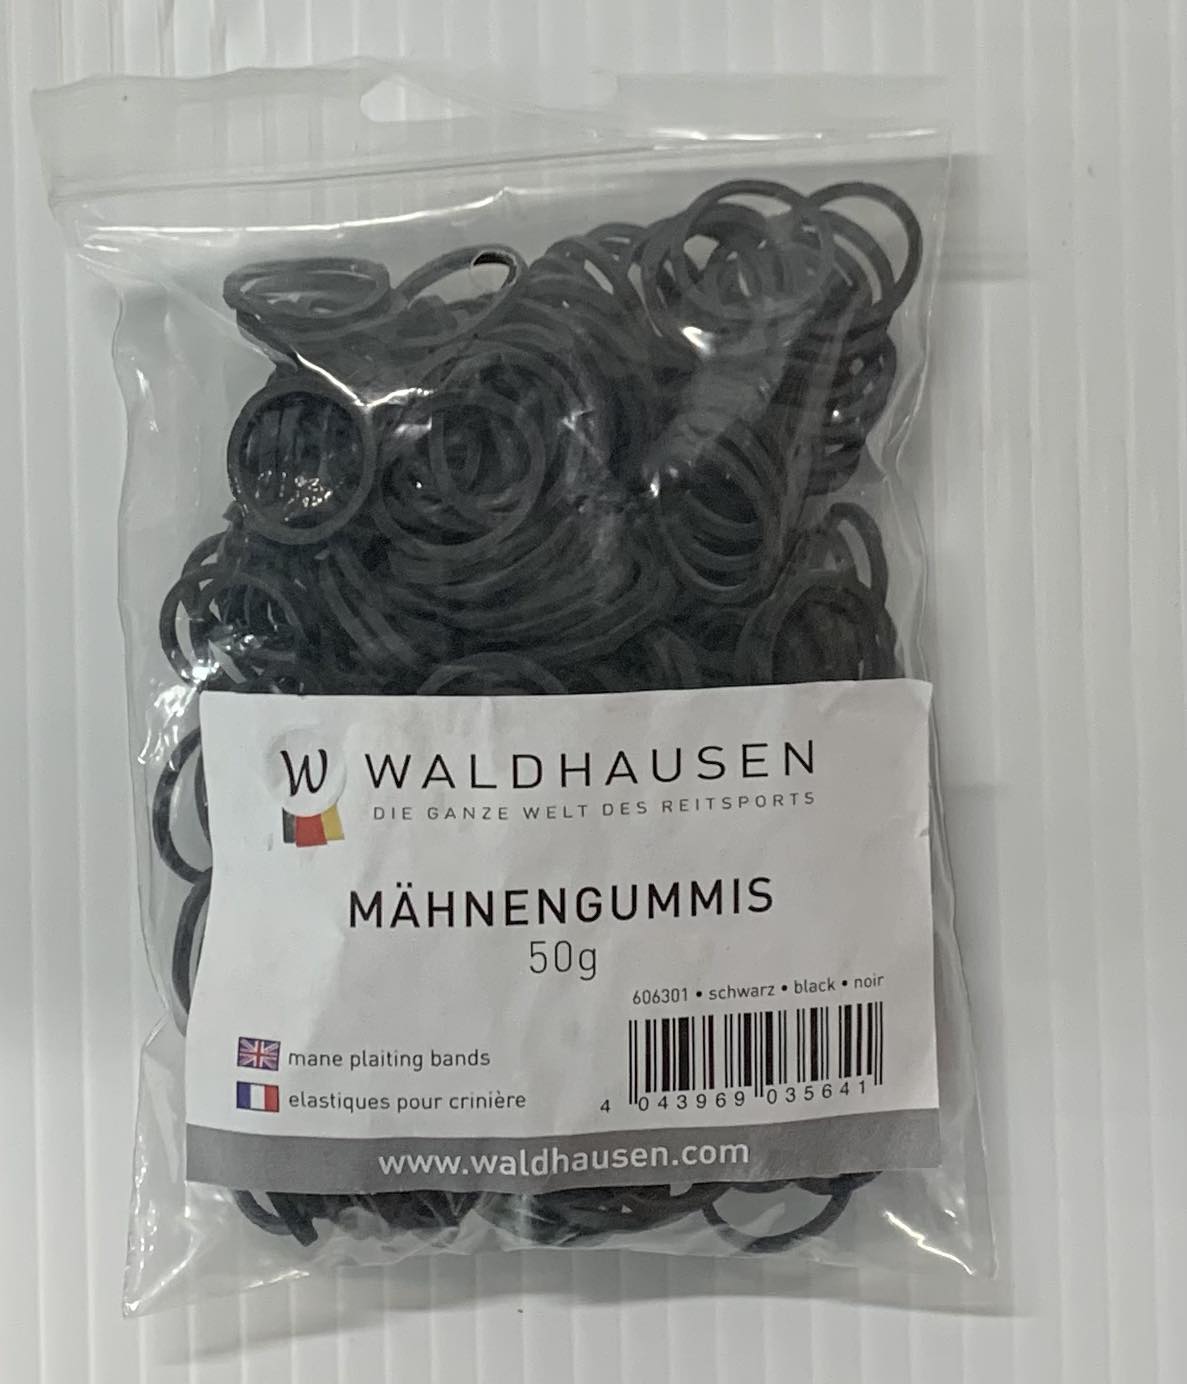 W WALDHAUSEN
DIE GANZE WELT DES REITSPORTS
MÄHNENGUMMIS
50g
606301 • schwarz • black • noir
mane plaiting bands
elastiques pour crinière
4 043969 035641
www.waldhausen.com